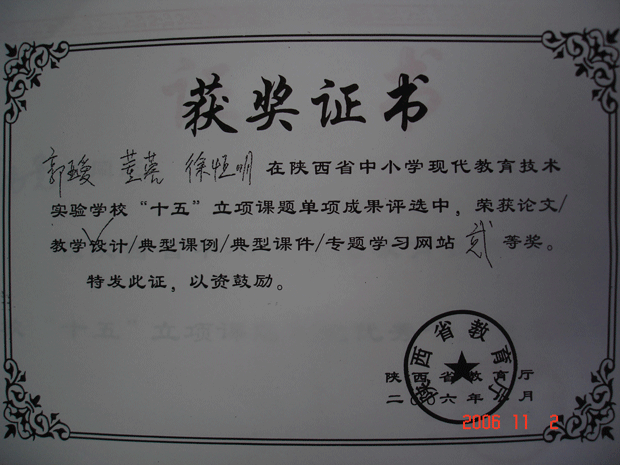 获奖证书
郭瑷 董蓉 徐恒明 在陕西省中小学现代教育技术
实验学校“十五”立项课题单项成果评选中，荣获论文/
教学设计/典型课例/典型课件/专题学习网站 贰 等奖。
特发此证，以资鼓励。
陕西省教育厅
陕西省教育厅
二〇〇六年 月
2006 11 2